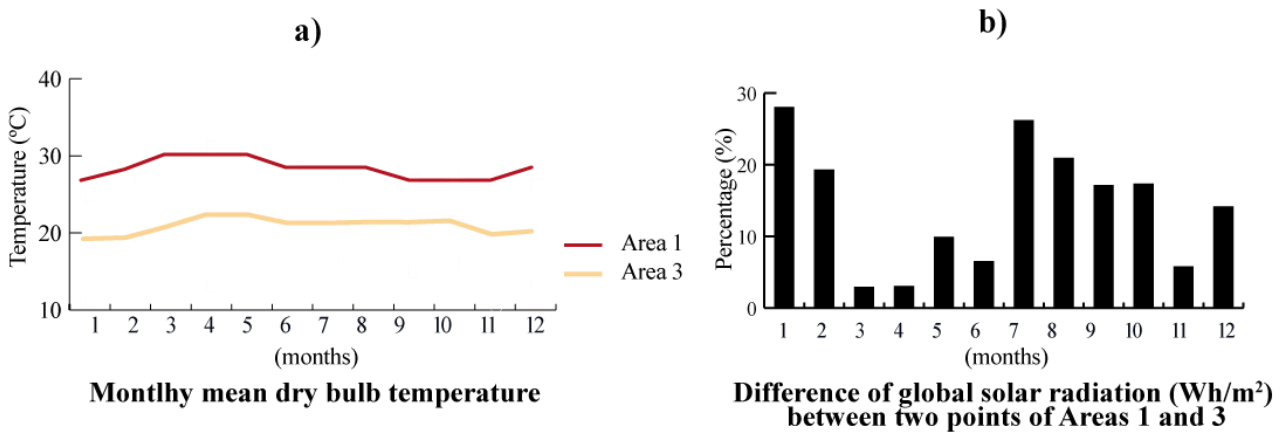 a)
40
30
20
10
Temperature (ºC)
1 2 3 4 5 6 7 8 9 10 11 12
(months)
Area 1
Area 3
Montlhy mean dry bulb temperature
b)
30
20
10
0
Percentage (%)
1 2 3 4 5 6 7 8 9 10 11 12
(months)
Difference of global solar radiation (Wh/m²)
between two points of Areas 1 and 3